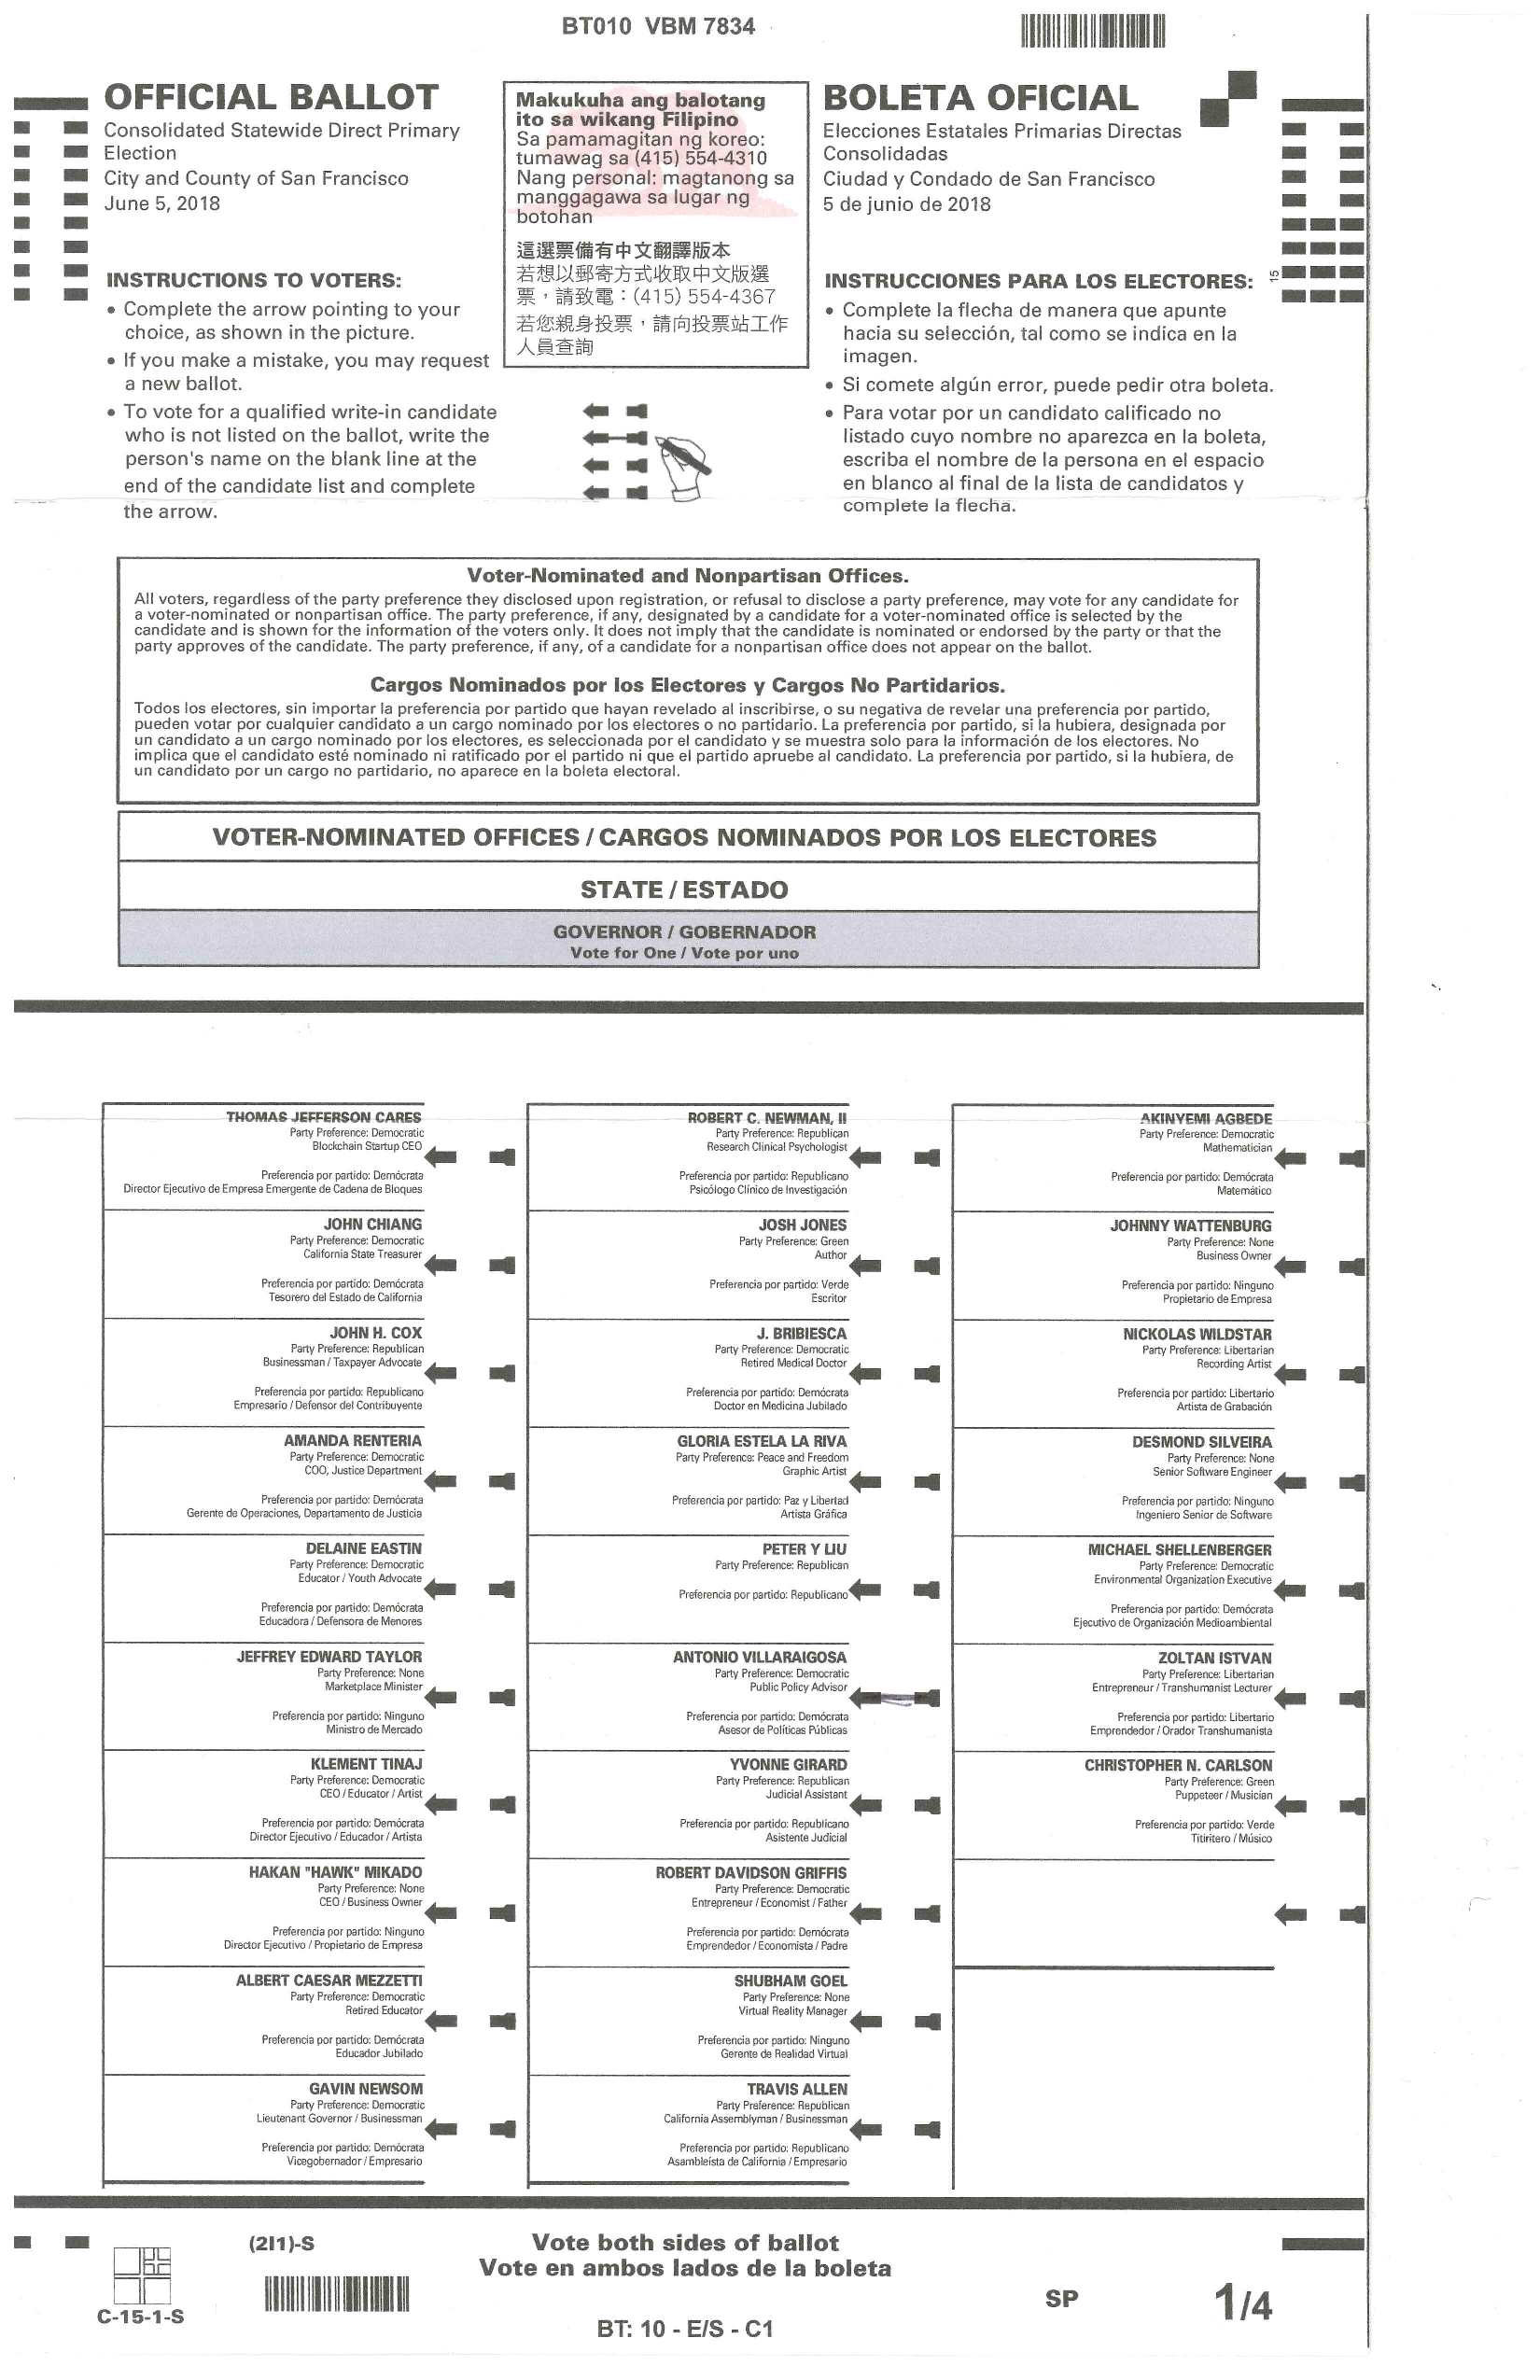 BT010 VBM 7834
OFFICIAL BALLOT
Consolidated Statewide Direct Primary
Election
City and County of San Francisco
June 5, 2018
INSTRUCTIONS TO VOTERS:
• Complete the arrow pointing to your
choice, as shown in the picture.
• If you make a mistake, you may request
a new ballot.
• To vote for a qualified write-in candidate
who is not listed on the ballot, write the
person's name on the blank line at the
end of the candidate list and complete
the arrow.
Makukuha ang balotang
ito sa wikang Filipino
Sa pamamagitan ng koreo:
tumawag sa (415) 554-4310
Nang personal: magtanong sa
manggagawa sa lugar ng
botohan
這選票備有中文翻譯版本
若想以郵寄方式收取中文版選
票，請致電：(415) 554-4367
若您親身投票，請向投票站工作
人員查詢
BOLETA OFICIAL
Elecciones Estatales Primarias Directas
Consolidadas
Ciudad y Condado de San Francisco
5 de junio de 2018
INSTRUCCIONES PARA LOS ELECTORES:
15
• Complete la flecha de manera que apunte
hacia su selección, tal como se indica en la
imagen.
• Si comete algún error, puede pedir otra boleta.
• Para votar por un candidato calificado no
listado cuyo nombre no aparezca en la boleta,
escriba el nombre de la persona en el espacio
en blanco al final de la lista de candidatos y
complete la flecha.
Voter-Nominated and Nonpartisan Offices.
All voters, regardless of the party preference they disclosed upon registration, or refusal to disclose a party preference, may vote for any candidate for
a voter-nominated or nonpartisan office. The party preference, if any, designated by a candidate for a voter-nominated office is selected by the
candidate and is shown for the information of the voters only. It does not imply that the candidate is nominated or endorsed by the party or that the
party approves of the candidate. The party preference, if any, of a candidate for a nonpartisan office does not appear on the ballot.
Cargos Nominados por los Electores y Cargos No Partidarios.
Todos los electores, sin importar la preferencia por partido que hayan revelado al inscribirse, o su negativa de revelar una preferencia por partido,
pueden votar por cualquier candidato a un cargo nominado por los electores o no partidario. La preferencia por partido, si la hubiera, designada por
un candidato a un cargo nominado por los electores, es seleccionada por el candidato y se muestra solo para la información de los electores. No
implica que el candidato esté nominado ni ratificado por el partido ni que el partido apruebe al candidato. La preferencia por partido, si la hubiera, de
un candidato por un cargo no partidario, no aparece en la boleta electoral.
VOTER-NOMINATED OFFICES / CARGOS NOMINADOS POR LOS ELECTORES
STATE / ESTADO
GOVERNOR / GOBERNADOR
Vote for One / Vote por uno
THOMAS JEFFERSON CARES
Party Preference: Democratic
Blockchain Startup CEO
Preferencia por partido: Demócrata
Director Ejecutivo de Empresa Emergente de Cadena de Bloques
JOHN CHIANG
Party Preference: Democratic
California State Treasurer
Preferencia por partido: Demócrata
Tesorero del Estado de California
JOHN H. COX
Party Preference: Republican
Businessman / Taxpayer Advocate
Preferencia por partido: Republicano
Empresario / Defensor del Contribuyente
AMANDA RENTERIA
Party Preference: Democratic
COO, Justice Department
Preferencia por partido: Demócrata
Gerente de Operaciones, Departamento de Justicia
DELAINE EASTIN
Party Preference: Democratic
Educator / Youth Advocate
Preferencia por partido: Demócrata
Educadora / Defensora de Menores
JEFFREY EDWARD TAYLOR
Party Preference: None
Marketplace Minister
Preferencia por partido: Ninguno
Ministro de Mercado
KLEMENT TINAJ
Party Preference: Democratic
CEO / Educator / Artist
Preferencia por partido: Demócrata
Director Ejecutivo / Educador / Artista
HAKAN "HAWK" MIKADO
Party Preference: None
CEO / Business Owner
Preferencia por partido: Ninguno
Director Ejecutivo / Propietario de Empresa
ALBERT CAESAR MEZZETTI
Party Preference: Democratic
Retired Educator
Preferencia por partido: Demócrata
Educador Jubilado
GAVIN NEWSOM
Party Preference: Democratic
Lieutenant Governor / Businessman
Preferencia por partido: Demócrata
Vicegobernador / Empresario
ROBERT C. NEWMAN, II
Party Preference: Republican
Research Clinical Psychologist
Preferencia por partido: Republicano
Psicólogo Clínico de Investigación
JOSH JONES
Party Preference: Green
Author
Preferencia por partido: Verde
Escritor
J. BRIBIESCA
Party Preference: Democratic
Retired Medical Doctor
Preferencia por partido: Demócrata
Doctor en Medicina Jubilado
GLORIA ESTELA LA RIVA
Party Preference: Peace and Freedom
Graphic Artist
Preferencia por partido: Paz y Libertad
Artista Gráfica
PETER Y LIU
Party Preference: Republican
Preferencia por partido: Republicano
ANTONIO VILLARAIGOSA
Party Preference: Democratic
Public Policy Advisor
Preferencia por partido: Demócrata
Asesor de Políticas Públicas
YVONNE GIRARD
Party Preference: Republican
Judicial Assistant
Preferencia por partido: Republicano
Asistente Judicial
ROBERT DAVIDSON GRIFFIS
Party Preference: Democratic
Entrepreneur / Economist / Father
Preferencia por partido: Demócrata
Emprendedor / Economista / Padre
SHUBHAM GOEL
Party Preference: None
Virtual Reality Manager
Preferencia por partido: Ninguno
Gerente de Realidad Virtual
TRAVIS ALLEN
Party Preference: Republican
California Assemblyman / Businessman
Preferencia por partido: Republicano
Asambleísta de California / Empresario
AKINYEMI AGBEDE
Party Preference: Democratic
Mathematician
Preferencia por partido: Demócrata
Matemático
JOHNNY WATTENBURG
Party Preference: None
Business Owner
Preferencia por partido: Ninguno
Propietario de Empresa
NICKOLAS WILDSTAR
Party Preference: Libertarian
Recording Artist
Preferencia por partido: Libertario
Artista de Grabación
DESMOND SILVEIRA
Party Preference: None
Senior Software Engineer
Preferencia por partido: Ninguno
Ingeniero Senior de Software
MICHAEL SHELLENBERGER
Party Preference: Democratic
Environmental Organization Executive
Preferencia por partido: Demócrata
Ejecutivo de Organización Medioambiental
ZOLTAN ISTVAN
Party Preference: Libertarian
Entrepreneur / Transhumanist Lecturer
Preferencia por partido: Libertario
Emprendedor / Orador Transhumanista
CHRISTOPHER N. CARLSON
Party Preference: Green
Puppeteer / Musician
Preferencia por partido: Verde
Titiritero / Músico
C-15-1-S
(2I1)-S
Vote both sides of ballot
Vote en ambos lados de la boleta
BT: 10 - E/S - C1
SP
1/4